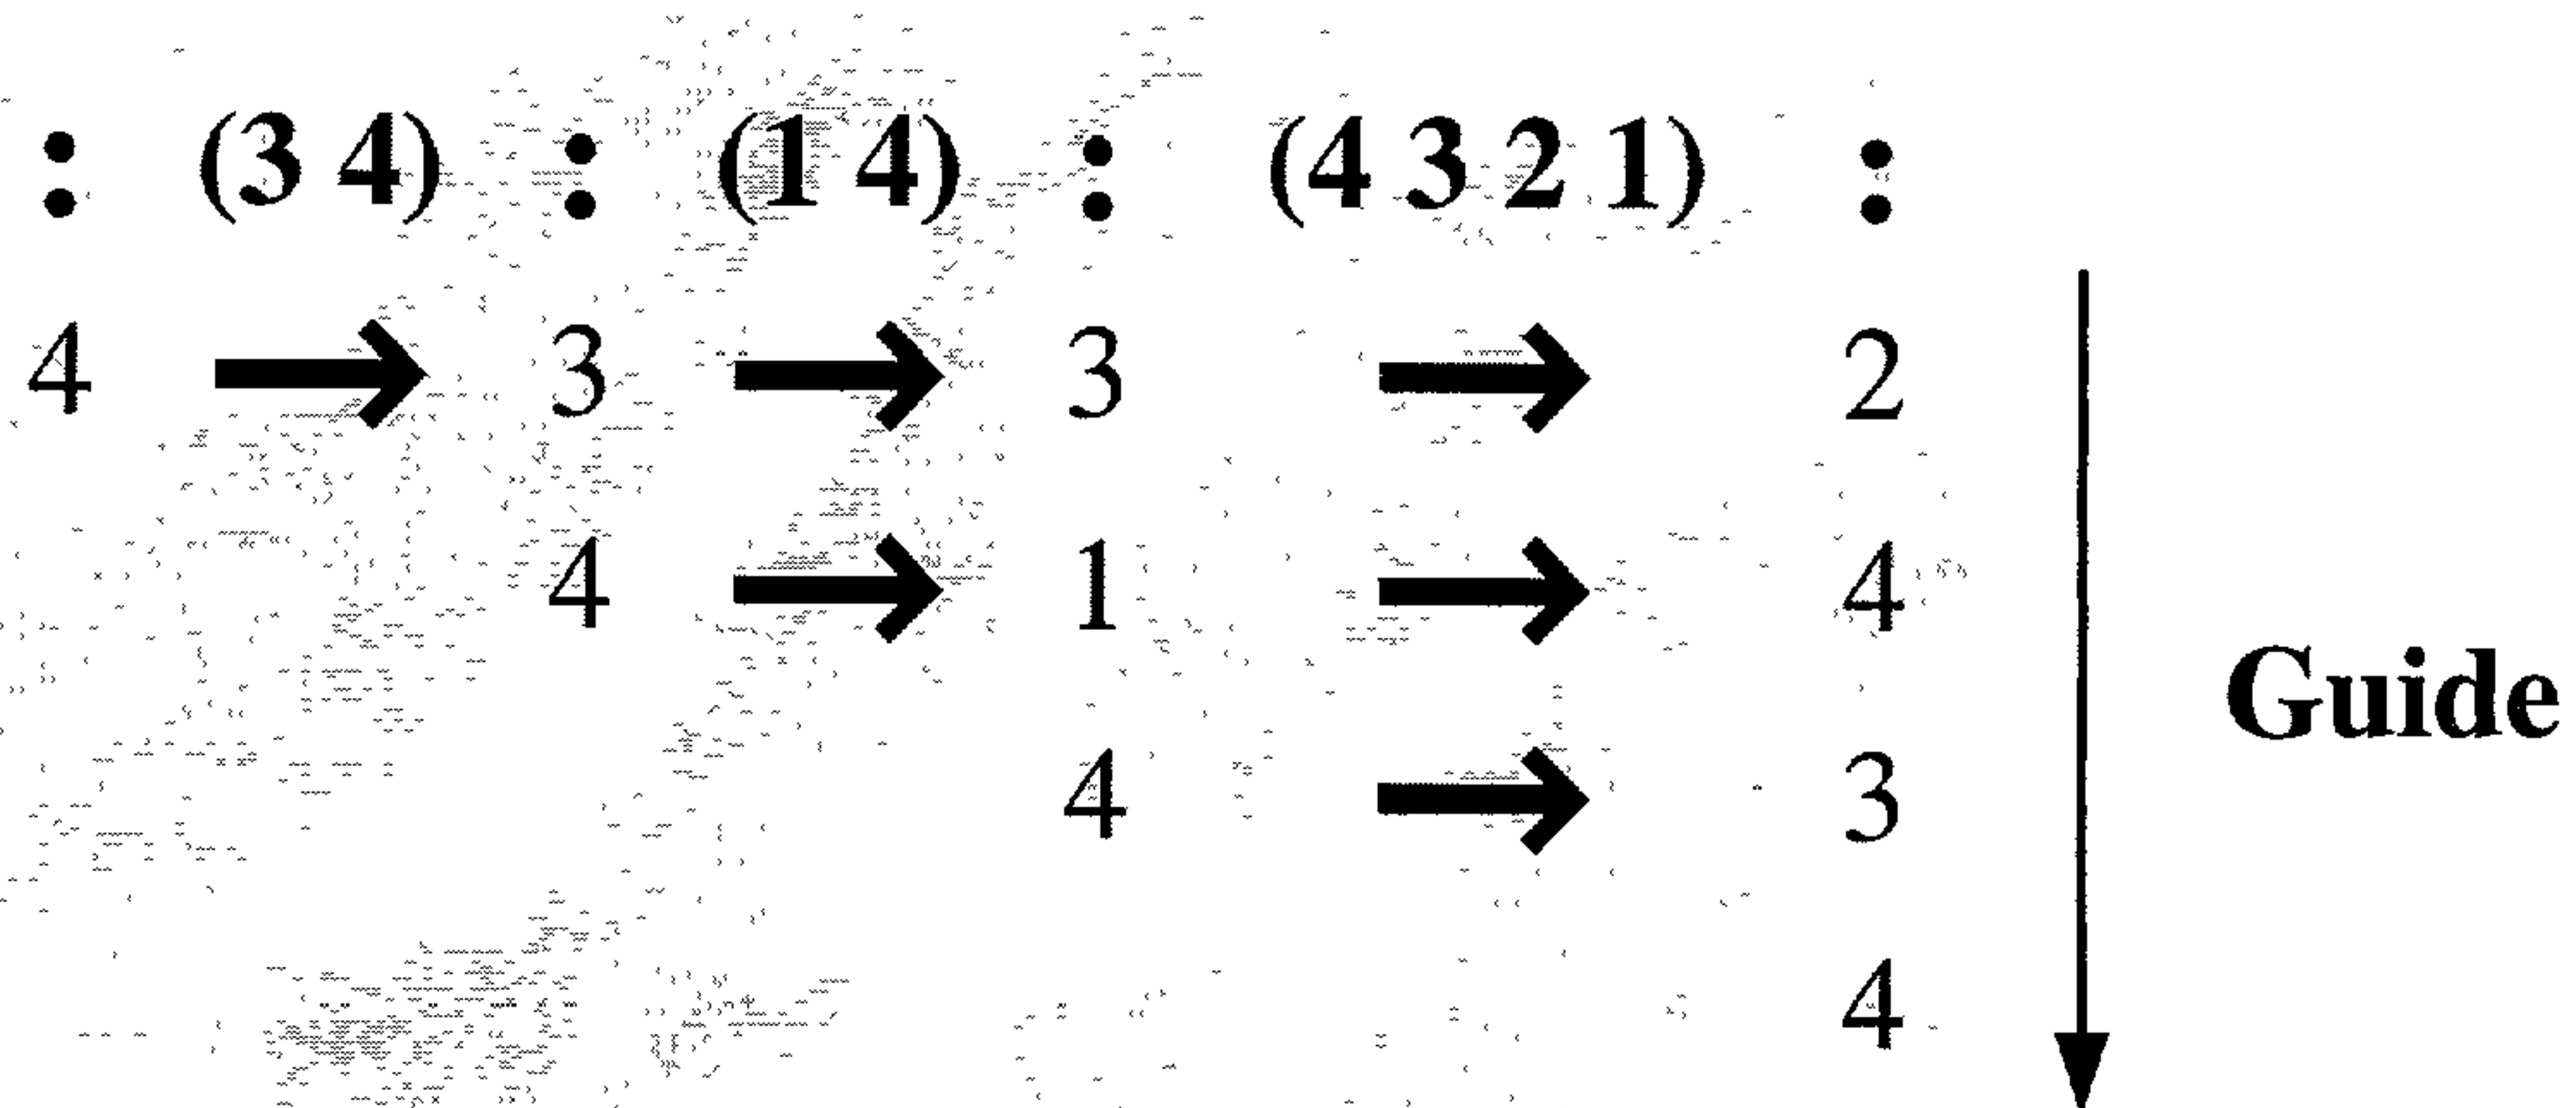 : (3 4) : (1 4) : (4 3 2 1) :
4 → 3 → 3 → 2
4 → 1 → 4
Guide
4 → 3
4